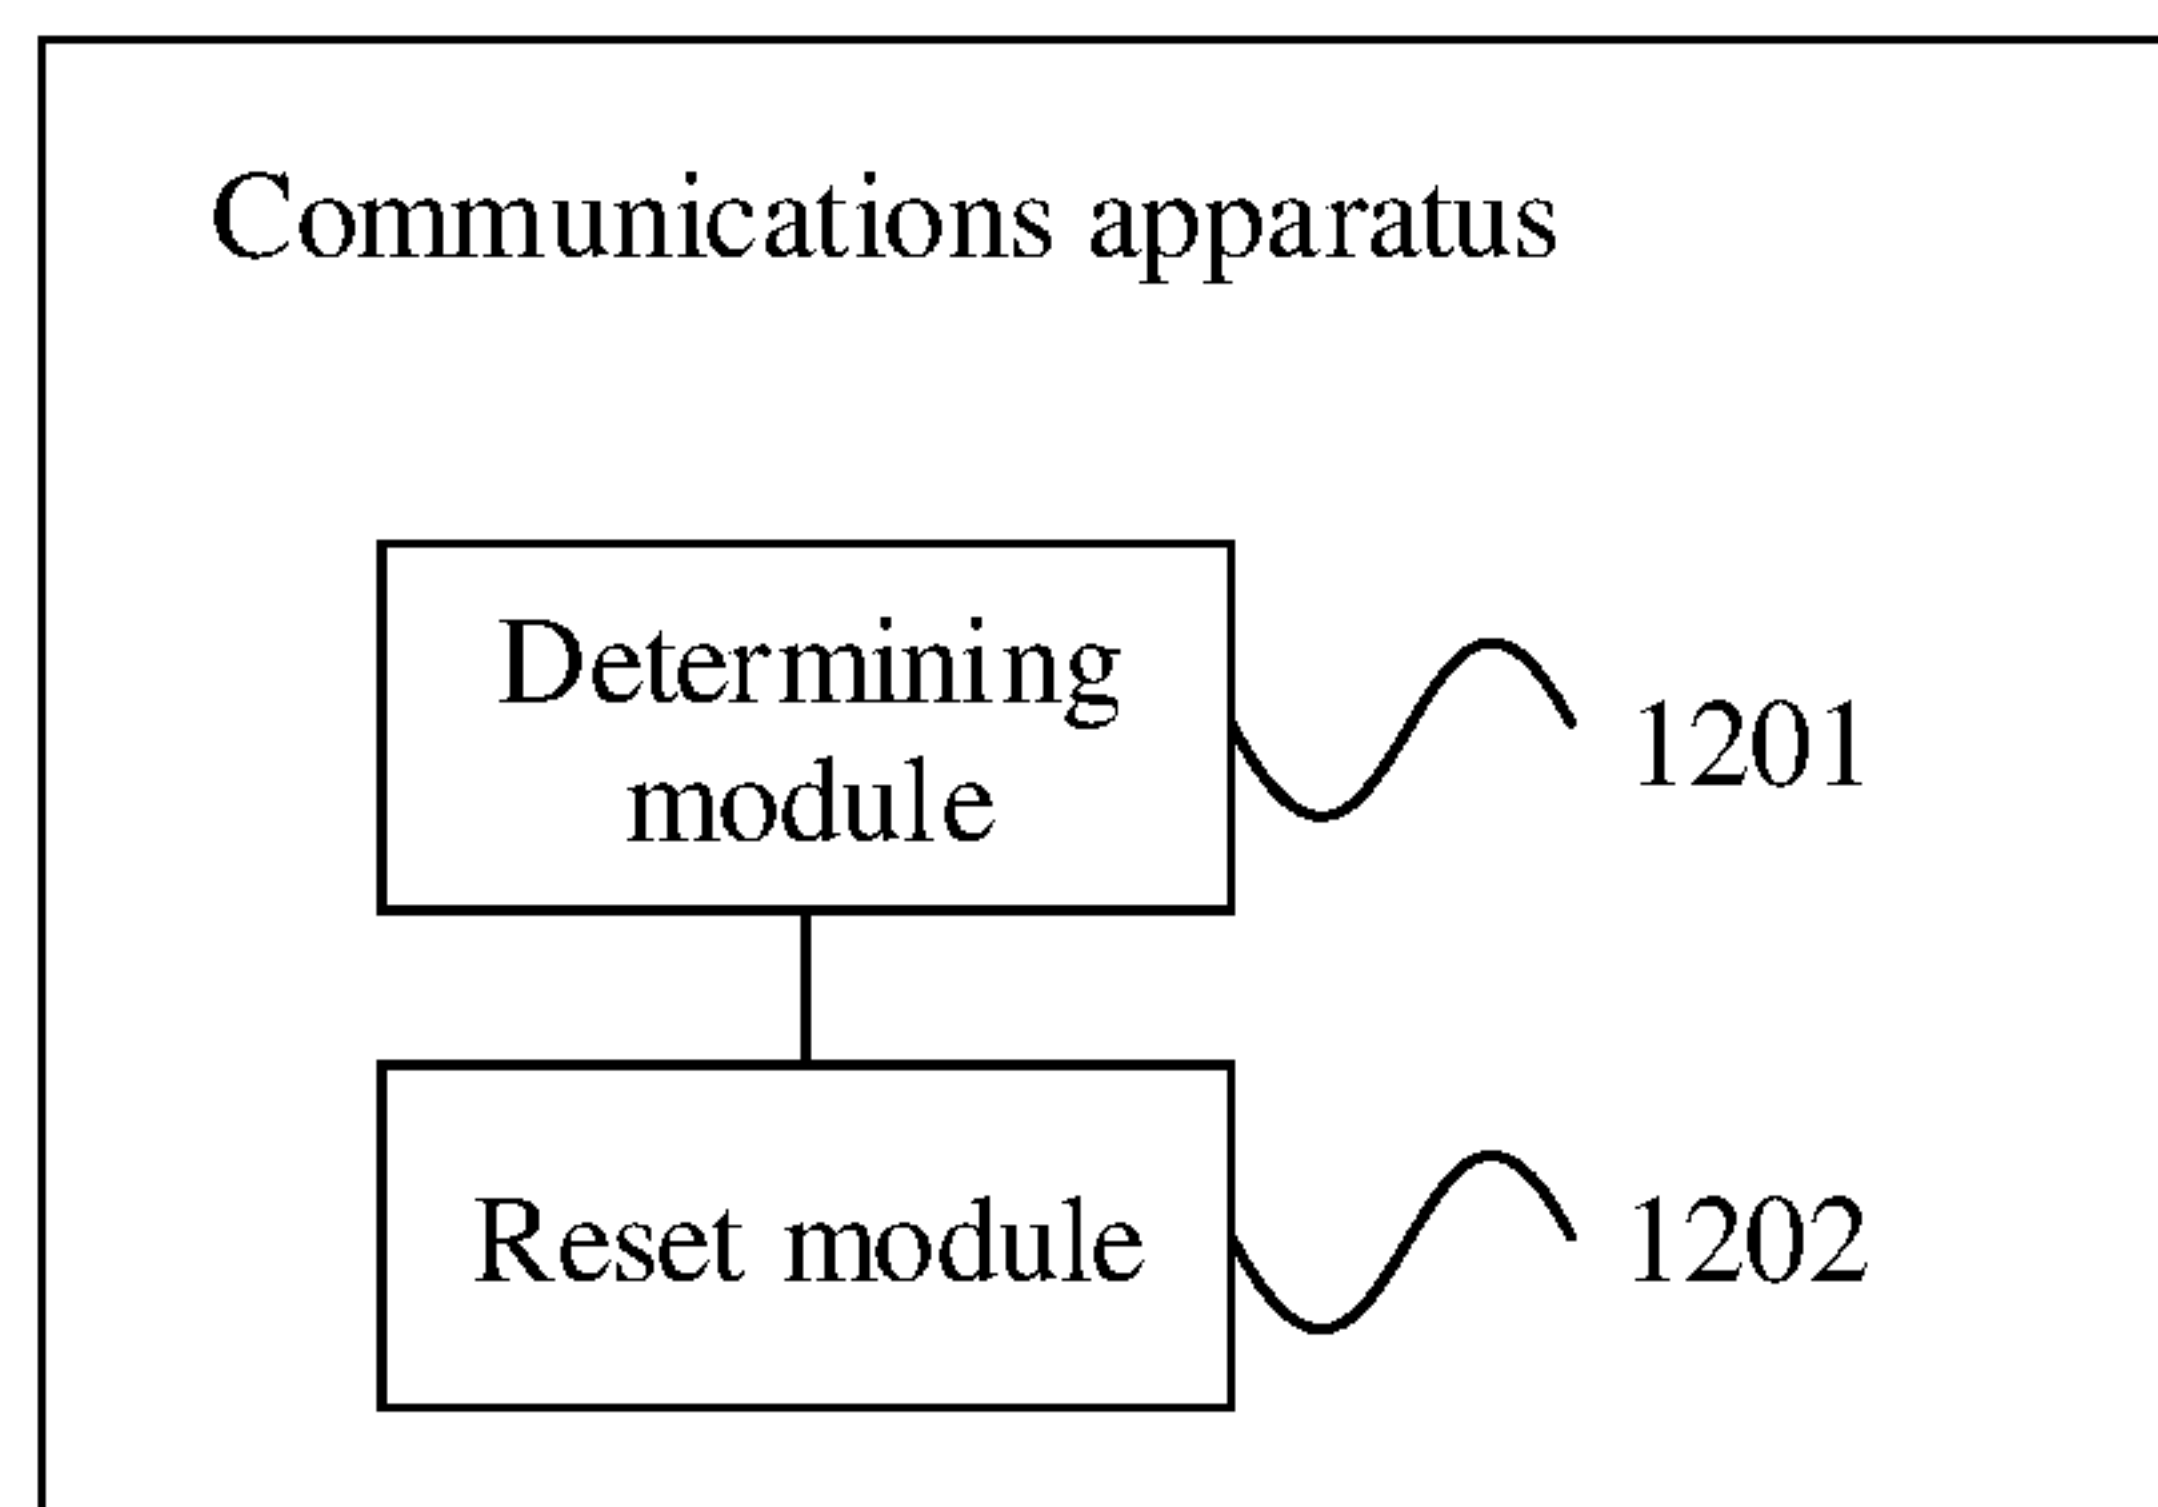 Communications apparatus
Determining
module
1201
Reset module
1202